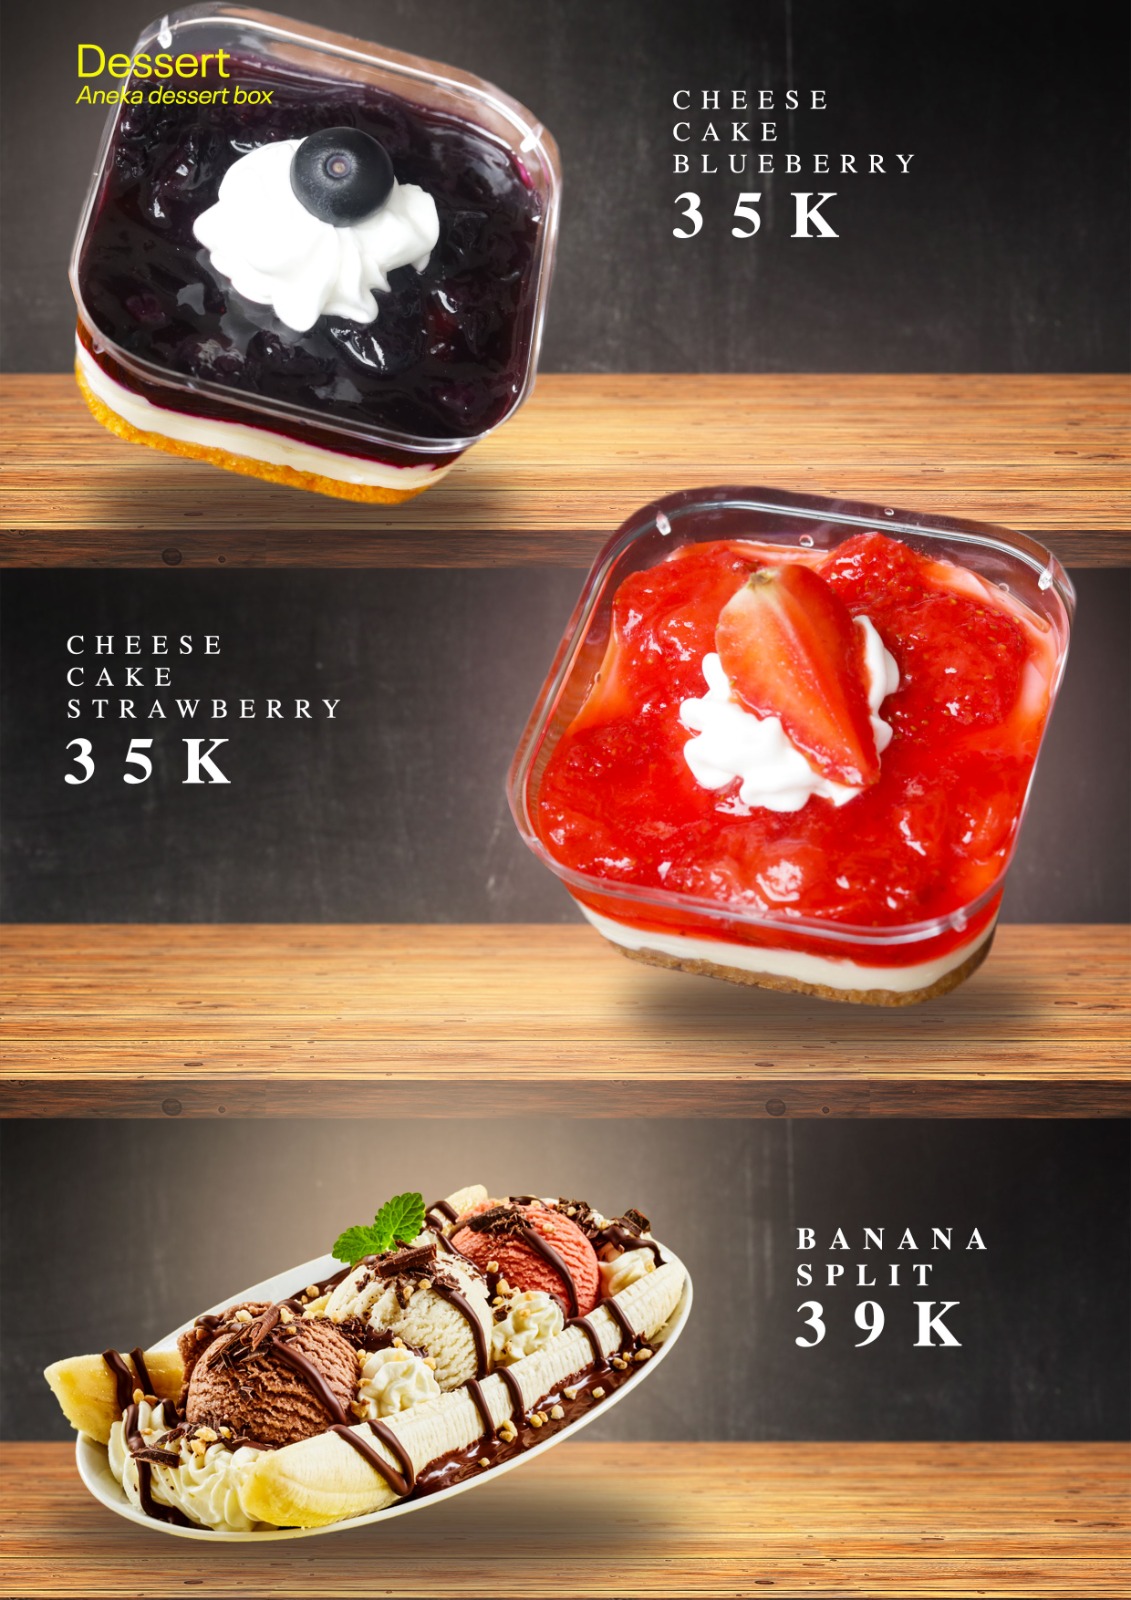 Dessert
Aneka dessert box
CHEESE
CAKE
BLUEBERRY
35K
CHEESE
CAKE
STRAWBERRY
35K
BANANA
SPLIT
39K